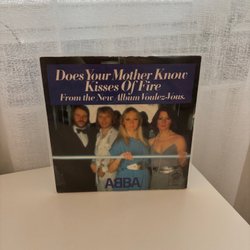 Does Your Mother Know
Kisses Of Fire
From the New Album Voulez-Vous.
ABBA